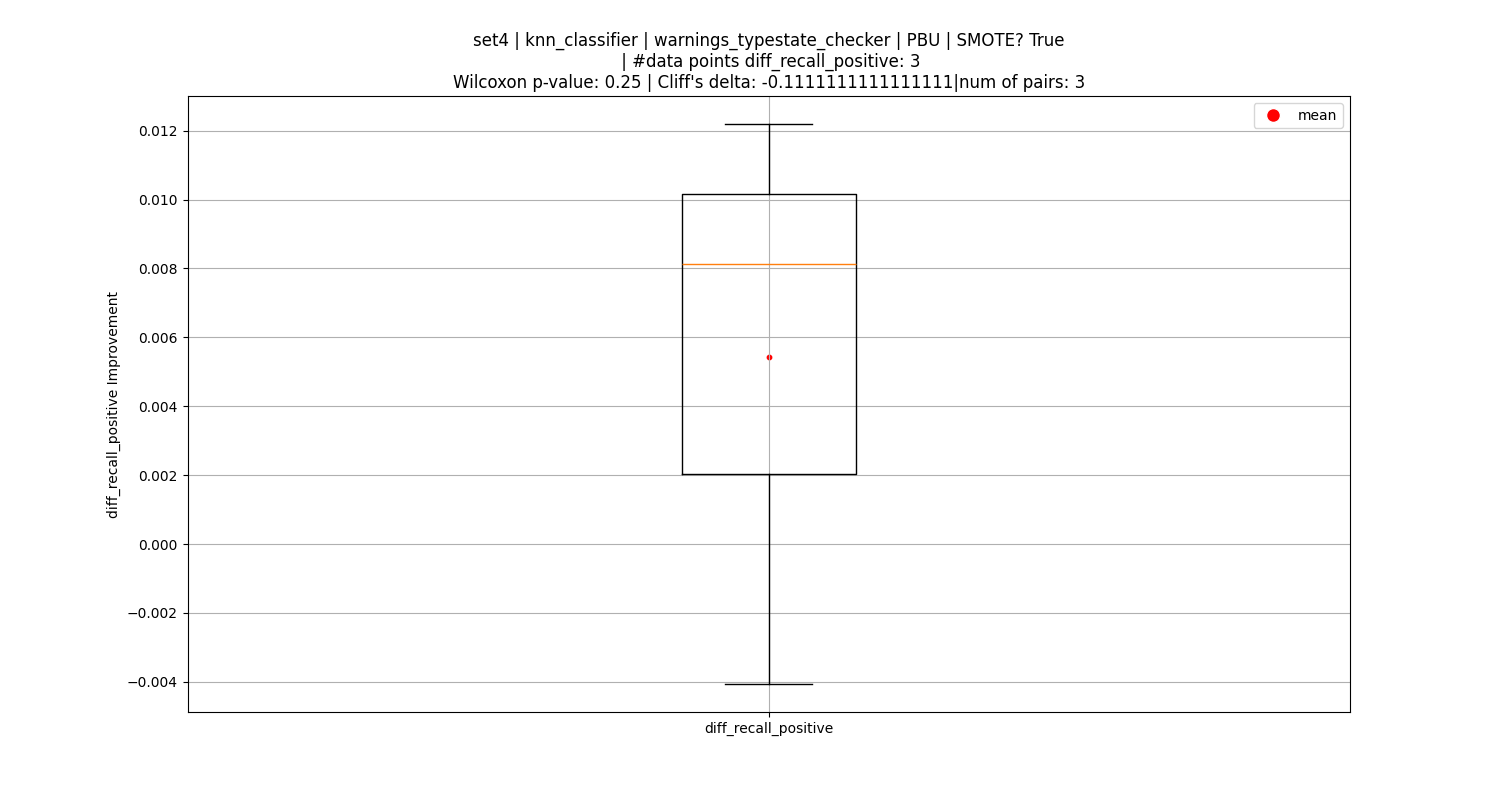 set4 | knn_classifier | warnings_typestate_checker | PBU | SMOTE? True
| #data points diff_recall_positive: 3
Wilcoxon p-value: 0.25 | Cliff's delta: -0.1111111111111111|num of pairs: 3
mean
0.012
0.010
0.008
0.006
0.004
0.002
0.000
−0.002
−0.004
diff_recall_positive Improvement
diff_recall_positive